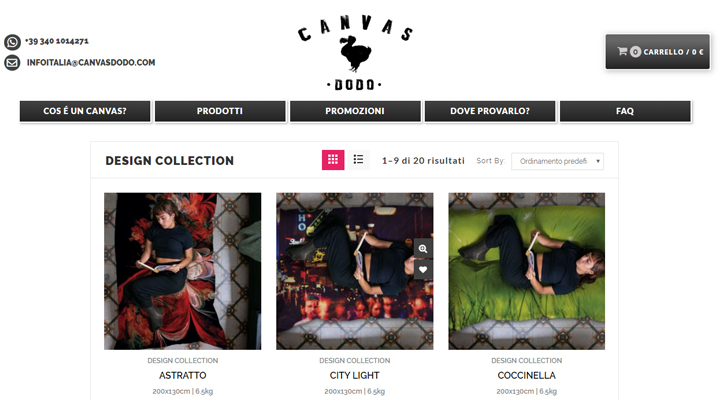 +39 340 1014271
INFOITALIA@CANVASDODO.COM
CANVAS
·DODO·
0 CARRELLO / 0 €
COS É UN CANVAS?
PRODOTTI
PROMOZIONI
DOVE PROVARLO?
FAQ
DESIGN COLLECTION
1–9 di 20 risultati
Sort By:
Ordinamento predefi
DESIGN COLLECTION
ASTRATTO
200x130cm | 6.5kg
DESIGN COLLECTION
CITY LIGHT
200x130cm | 6.5kg
DESIGN COLLECTION
COCCINELLA
200x130cm | 6.5kg